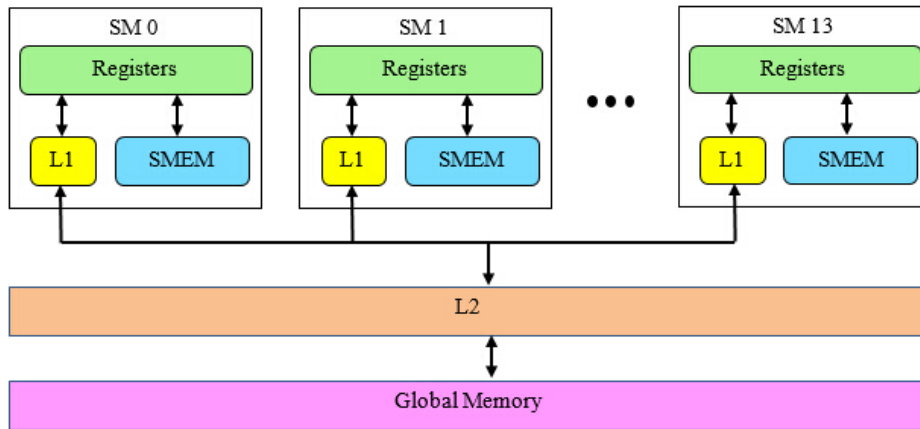 SM 0
SM 1
SM 13
Registers
Registers
Registers
L1
SMEM
L1
SMEM
L1
SMEM
L2
Global Memory